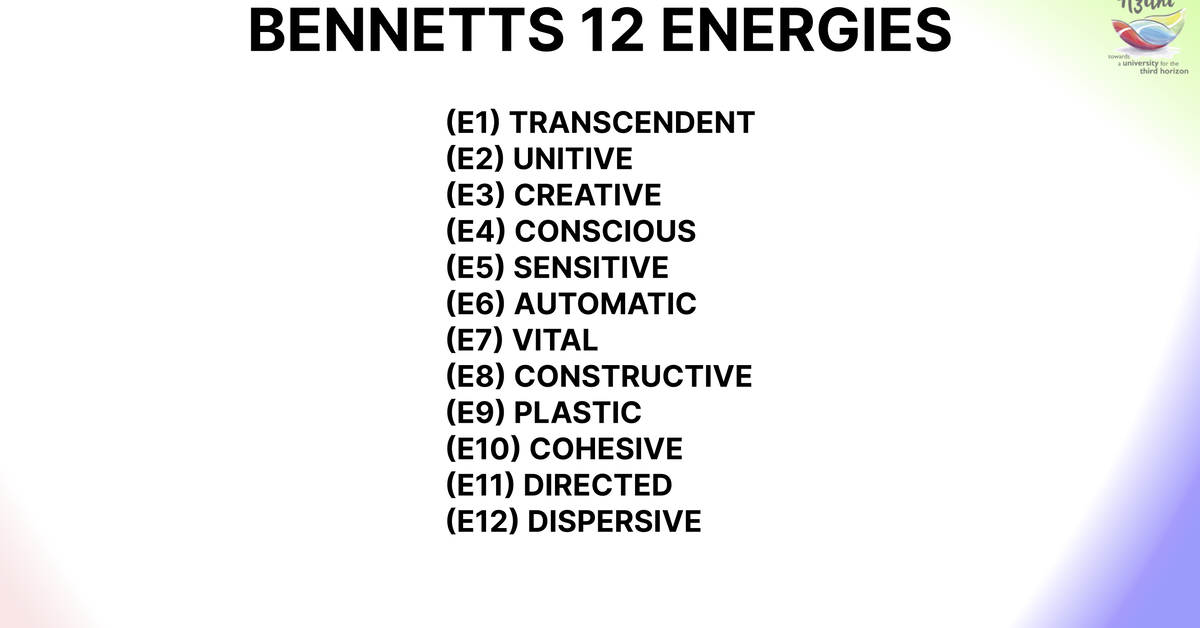 BENNETTS 12 ENERGIES
towards
a university for the
third horizon
(E1) TRANSCENDENT
(E2) UNITIVE
(E3) CREATIVE
(E4) CONSCIOUS
(E5) SENSITIVE
(E6) AUTOMATIC
(E7) VITAL
(E8) CONSTRUCTIVE
(E9) PLASTIC
(E10) COHESIVE
(E11) DIRECTED
(E12) DISPERSIVE